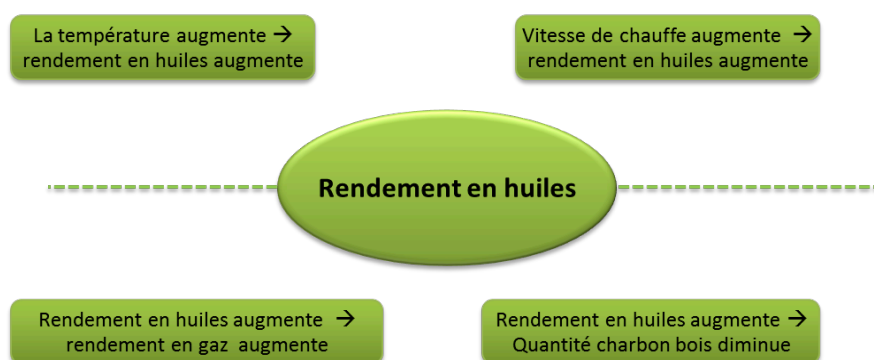 La température augmente →
rendement en huiles augmente
Vitesse de chauffe augmente →
rendement en huiles augmente
Rendement en huiles
Rendement en huiles augmente →
rendement en gaz augmente
Rendement en huiles augmente →
Quantité charbon bois diminue